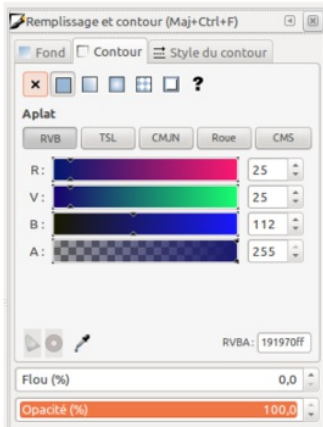 Remplissage et contour (Maj+Ctrl+F)
Fond Contour Style du contour
?
Aplat
RVB TSL CMJN Roue CMS
R: 25
V: 25
B: 112
A: 255
RVBA: 191970ff
Flou (%) 0,0
Opacité (%) 100,0